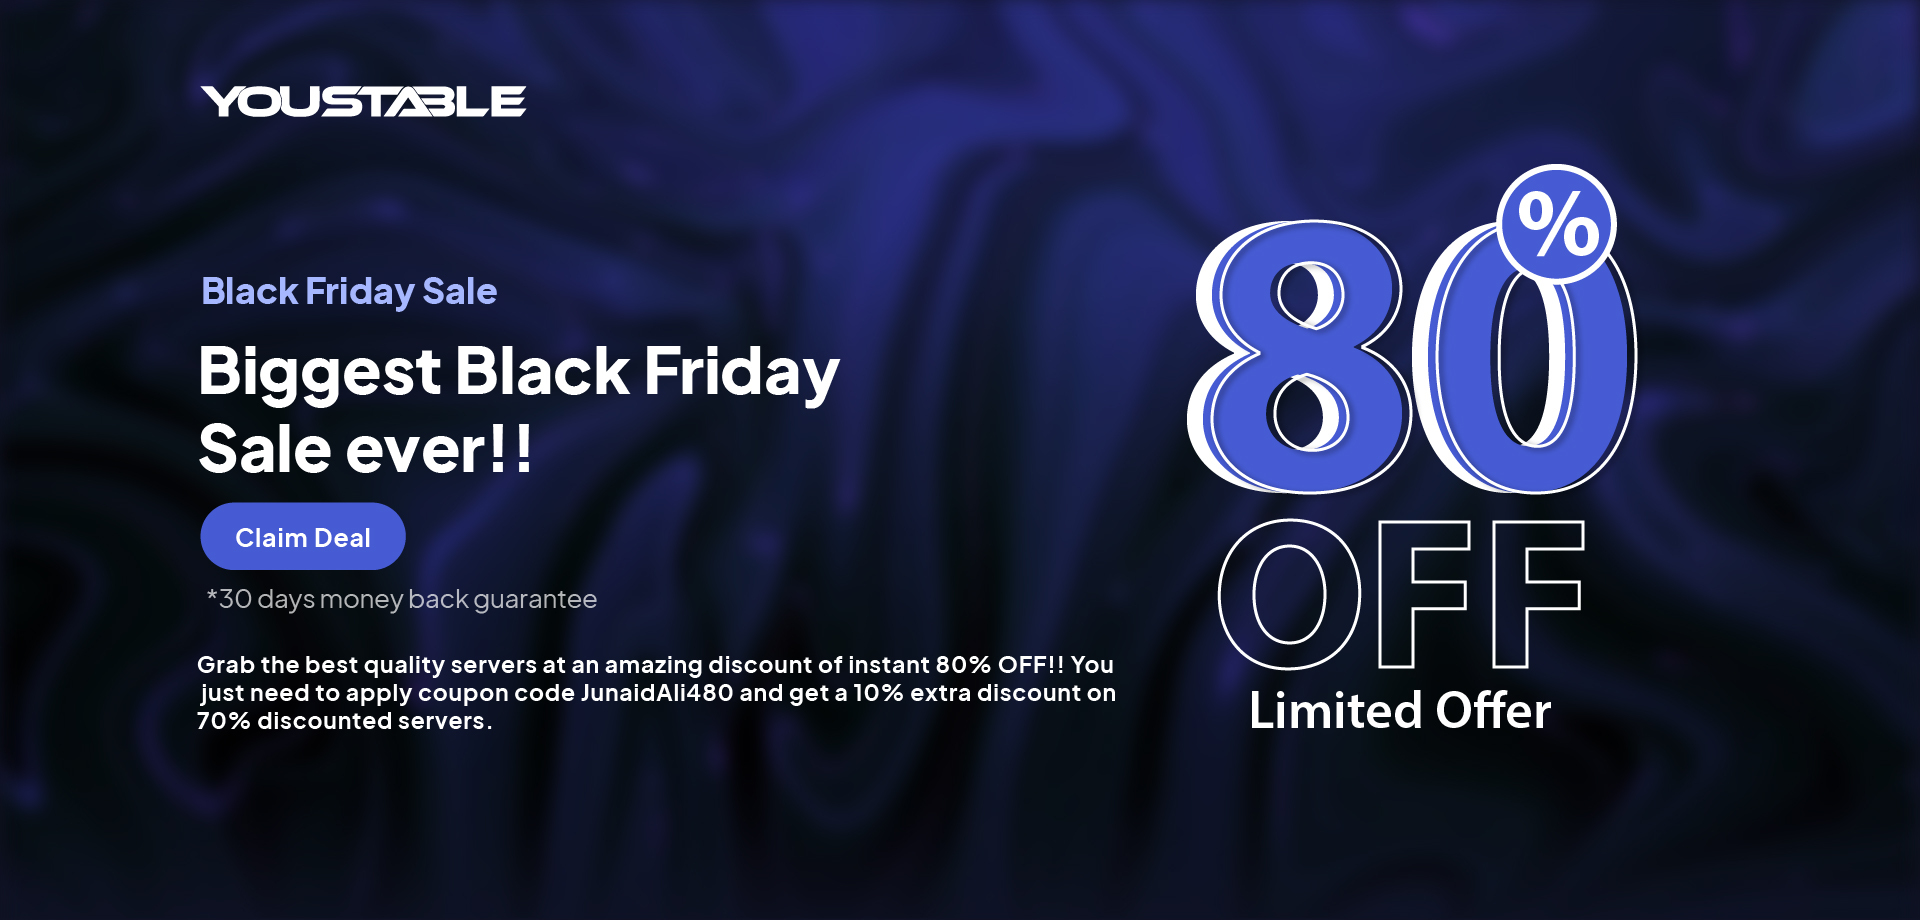 YOUSTABLE
Black Friday Sale
Biggest Black Friday
Sale ever!!
Claim Deal
*30 days money back guarantee
Grab the best quality servers at an amazing discount of instant 80% OFF!! You
just need to apply coupon code JunaidAli480 and get a 10% extra discount on
70% discounted servers.
80%
OFF
Limited Offer